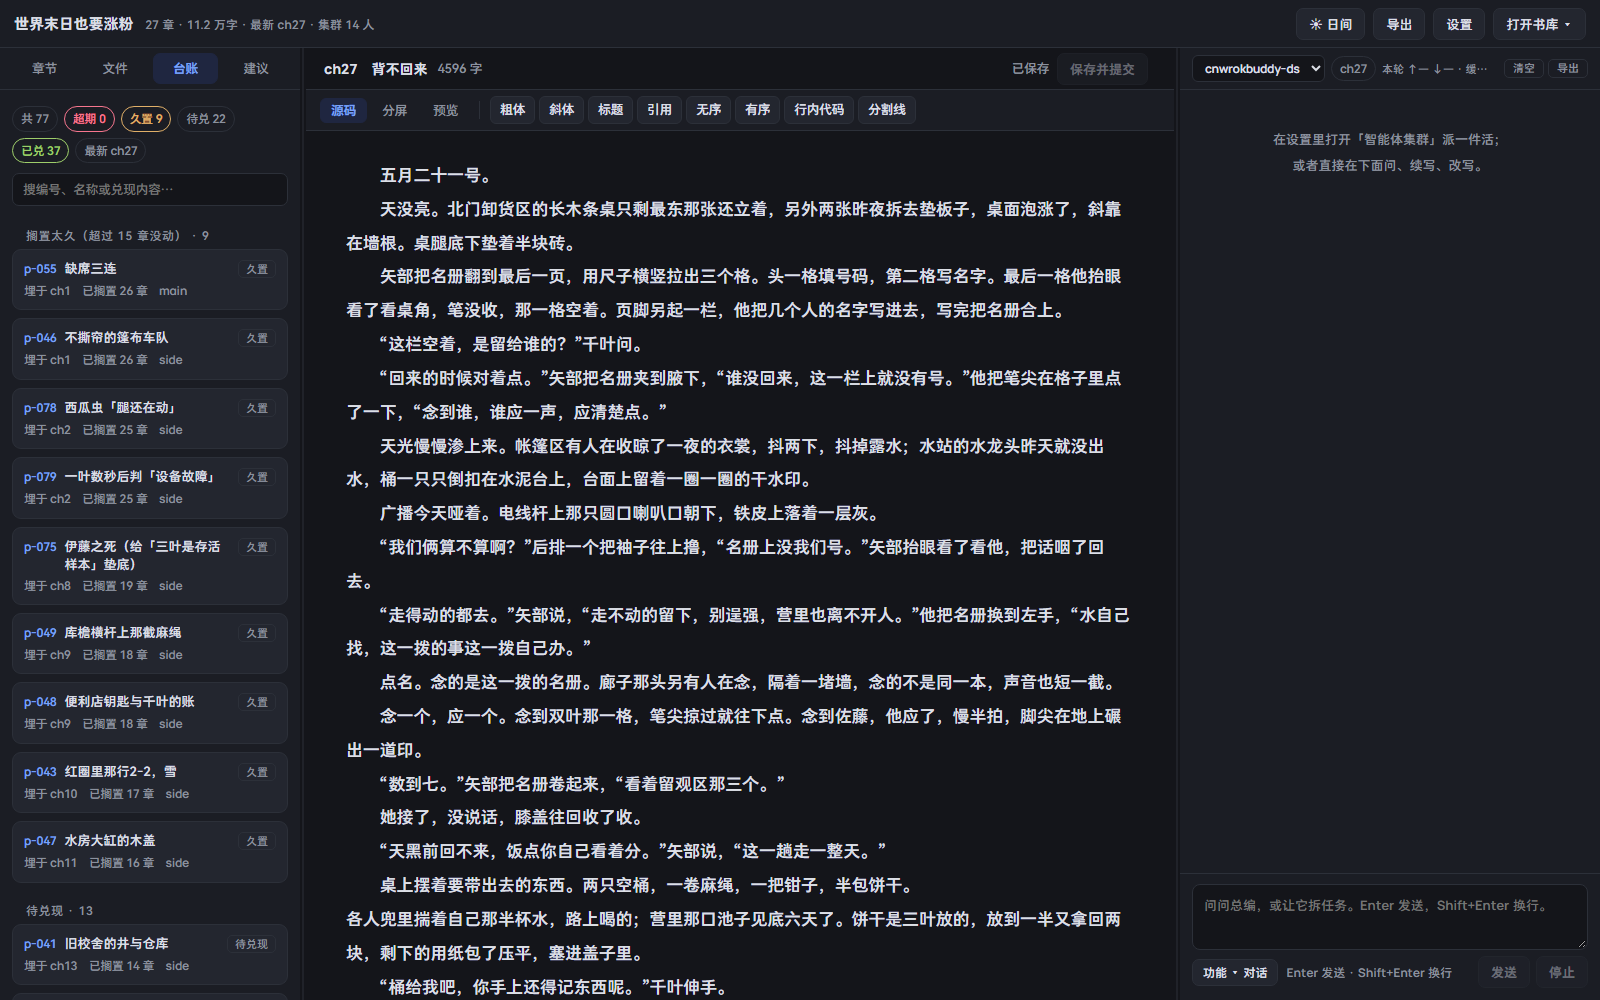 世界末日也要涨粉 27 章 · 11.2 万字 · 最新 ch27 · 集群 14 人
☀ 日间 导出 设置 打开书库
章节 文件 台账 建议
共 77 超期 0 久置 9 待兑 22
已兑 37 最新 ch27
搜编号、名称或兑现内容…
搁置太久（超过 15 章没动） · 9
p-055 缺席三连 久置
埋于 ch1 已搁置 26 章 main
p-046 不撕帘的篷布车队 久置
埋于 ch1 已搁置 26 章 side
p-078 西瓜虫「腿还在动」 久置
埋于 ch2 已搁置 25 章 side
p-079 一叶数秒后判「设备故障」 久置
埋于 ch2 已搁置 25 章 side
p-075 伊藤之死（给「三叶是存活 久置
样本」垫底）
埋于 ch8 已搁置 19 章 side
p-049 库檐横杆上那截麻绳 久置
埋于 ch9 已搁置 18 章 side
p-048 便利店钥匙与千叶的账 久置
埋于 ch9 已搁置 18 章 side
p-043 红圈里那行2-2，雪 久置
埋于 ch10 已搁置 17 章 side
p-047 水房大缸的木盖 久置
埋于 ch11 已搁置 16 章 side
待兑现 · 13
p-041 旧校舍的井与仓库 待兑现
埋于 ch13 已搁置 14 章 side
ch27 背不回来 4596 字 已保存 保存并提交
源码 分屏 预览 粗体 斜体 标题 引用 无序 有序 行内代码 分割线
五月二十一号。
天没亮。北门卸货区的长木条桌只剩最东那张还立着，另外两张昨夜拆去垫板子，桌面泡涨了，斜靠
在墙根。桌腿底下垫着半块砖。
矢部把名册翻到最后一页，用尺子横竖拉出三个格。头一格填号码，第二格写名字。最后一格他抬眼
看了看桌角，笔没收，那一格空着。页脚另起一栏，他把几个人的名字写进去，写完把名册合上。
“这栏空着，是留给谁的？”千叶问。
“回来的时候对着点。”矢部把名册夹到腋下，“谁没回来，这一栏上就没有号。”他把笔尖在格子里点
了一下，“念到谁，谁应一声，应清楚点。”
天光慢慢渗上来。帐篷区有人在收晾了一夜的衣裳，抖两下，抖掉露水；水站的水龙头昨天就没出
水，桶一只只倒扣在水泥台上，台面上留着一圈一圈的干水印。
广播今天哑着。电线杆上那只圆口喇叭口朝下，铁皮上落着一层灰。
“我们俩算不算啊？”后排一个把袖子往上撸，“名册上没我们号。”矢部抬眼看了看他，把话咽了回
去。
“走得动的都去。”矢部说，“走不动的留下，别逞强，营里也离不开人。”他把名册换到左手，“水自己
找，这一拨的事这一拨自己办。”
点名。念的是这一拨的名册。廊子那头另有人在念，隔着一堵墙，念的不是同一本，声音也短一截。
念一个，应一个。念到双叶那一格，笔尖掠过就往下点。念到佐藤，他应了，慢半拍，脚尖在地上碾
出一道印。
“数到七。”矢部把名册卷起来，“看着留观区那三个。”
她接了，没说话，膝盖往回收了收。
“天黑前回不来，饭点你自己看着分。”矢部说，“这一趟走一整天。”
桌上摆着要带出去的东西。两只空桶，一卷麻绳，一把钳子，半包饼干。
各人兜里揣着自己那半杯水，路上喝的；营里那口池子见底六天了。饼干是三叶放的，放到一半又拿回两
块，剩下的用纸包了压平，塞进盖子里。
“桶给我吧，你手上还得记东西呢。”千叶伸手。
cnwrokbuddy-ds ch27 本轮 ↑— ↓— · 缓… 清空 导出
在设置里打开「智能体集群」派一件活；
或者直接在下面问、续写、改写。
问问总编，或让它拆任务。Enter 发送，Shift+Enter 换行。
功能 · 对话 Enter 发送 · Shift+Enter 换行 发送 停止